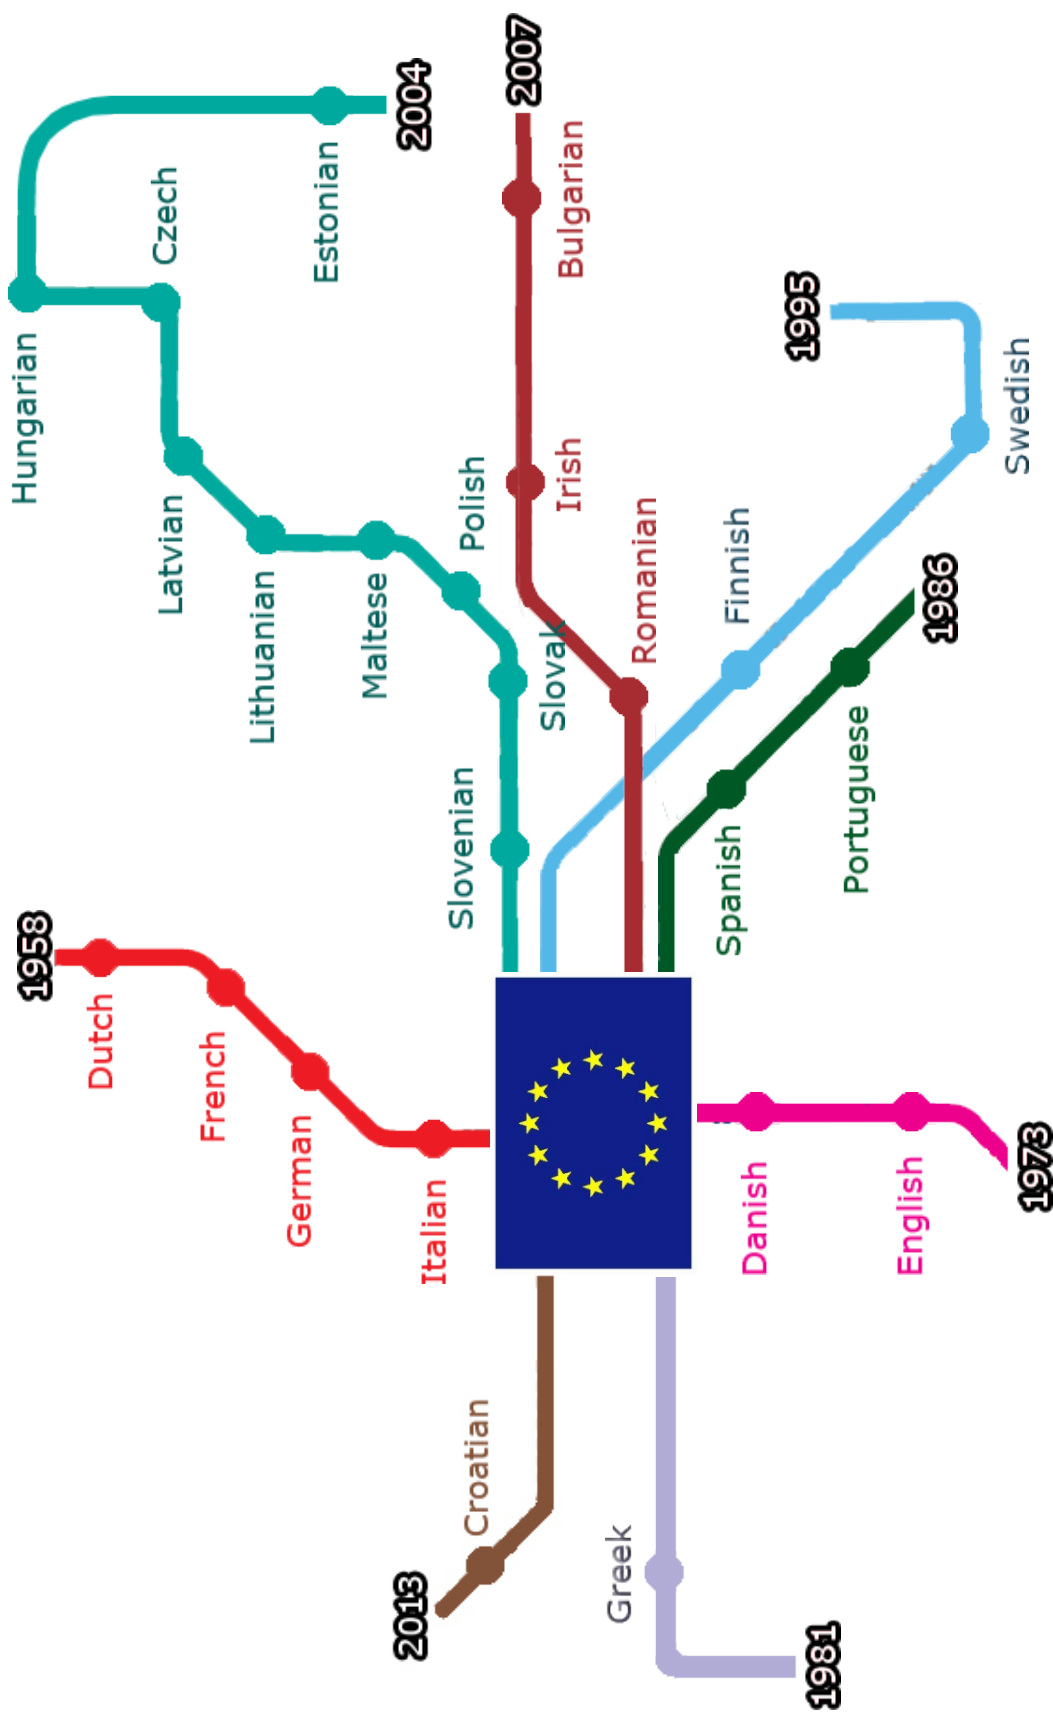 1958
Dutch
French
German
Italian
2004
Estonian
Hungarian
Czech
Latvian
Lithuanian
Maltese
Polish
Slovak
Slovenian
2007
Bulgarian
Irish
Romanian
1995
Swedish
Finnish
1986
Portuguese
Spanish
Danish
English
1973
Croatian
2013
Greek
1981